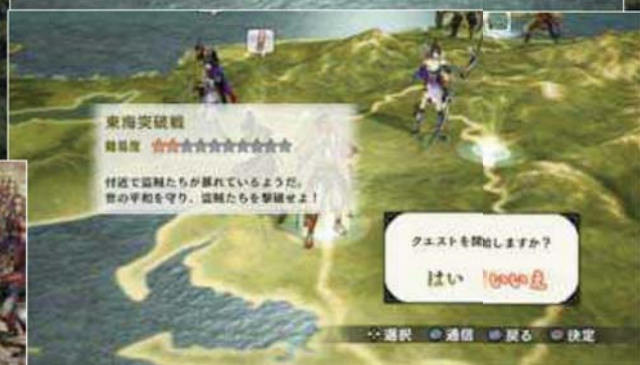 東海突破戦
難易度 ★★☆☆☆☆☆☆☆☆
付近で盗賊たちが暴れているようだ。
世の平和を守り、盗賊たちを撃破せよ!
クエストを開始しますか?
はい いいえ
選択 通信 戻る 決定